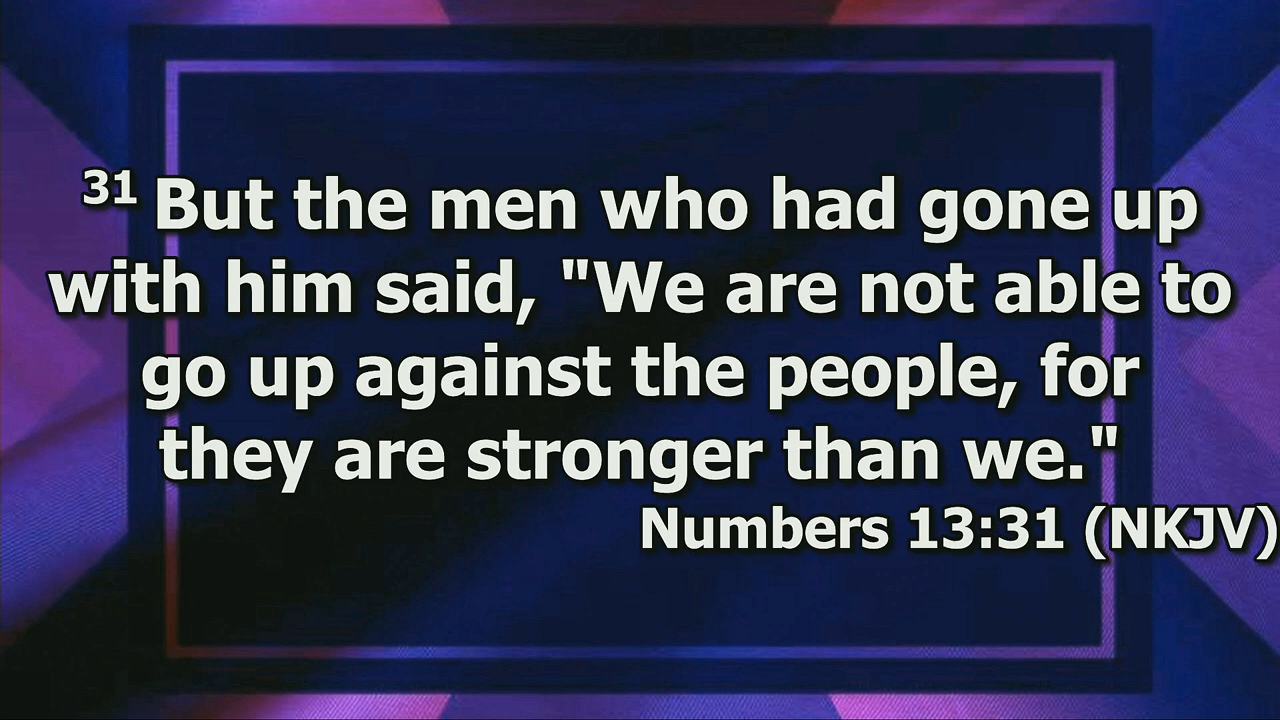 31 But the men who had gone up
with him said, "We are not able to
go up against the people, for
they are stronger than we."
Numbers 13:31 (NKJV)